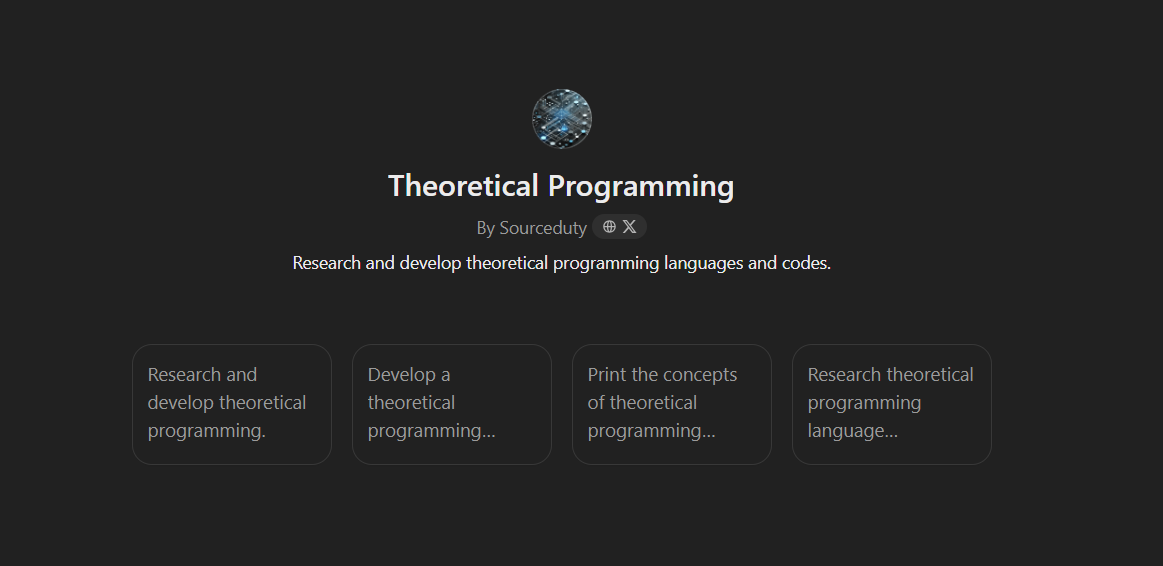 Theoretical Programming
By Sourceduty
Research and develop theoretical programming languages and codes.
Research and
develop theoretical
programming.
Develop a
theoretical
programming...
Print the concepts
of theoretical
programming...
Research theoretical
programming
language...